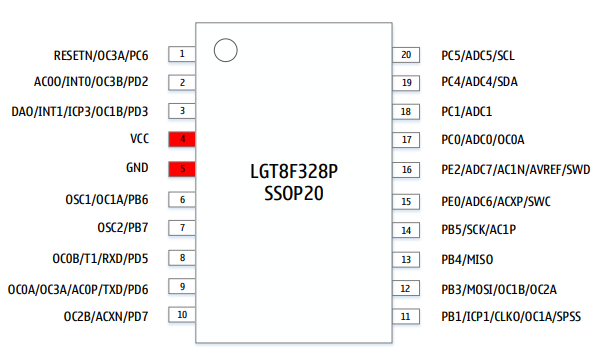 RESETN/OC3A/PC6 1
AC0O/INT0/OC3B/PD2 2
DAO/INT1/ICP3/OC1B/PD3 3
VCC 4
GND 5
OSC1/OC1A/PB6 6
OSC2/PB7 7
OC0B/T1/RXD/PD5 8
OC0A/OC3A/AC0P/TXD/PD6 9
OC2B/ACXN/PD7 10
LGT8F328P
SSOP20
20 PC5/ADC5/SCL
19 PC4/ADC4/SDA
18 PC1/ADC1
17 PC0/ADC0/OC0A
16 PE2/ADC7/AC1N/AVREF/SWD
15 PE0/ADC6/ACXP/SWC
14 PB5/SCK/AC1P
13 PB4/MISO
12 PB3/MOSI/OC1B/OC2A
11 PB1/ICP1/CLKO/OC1A/SPSS